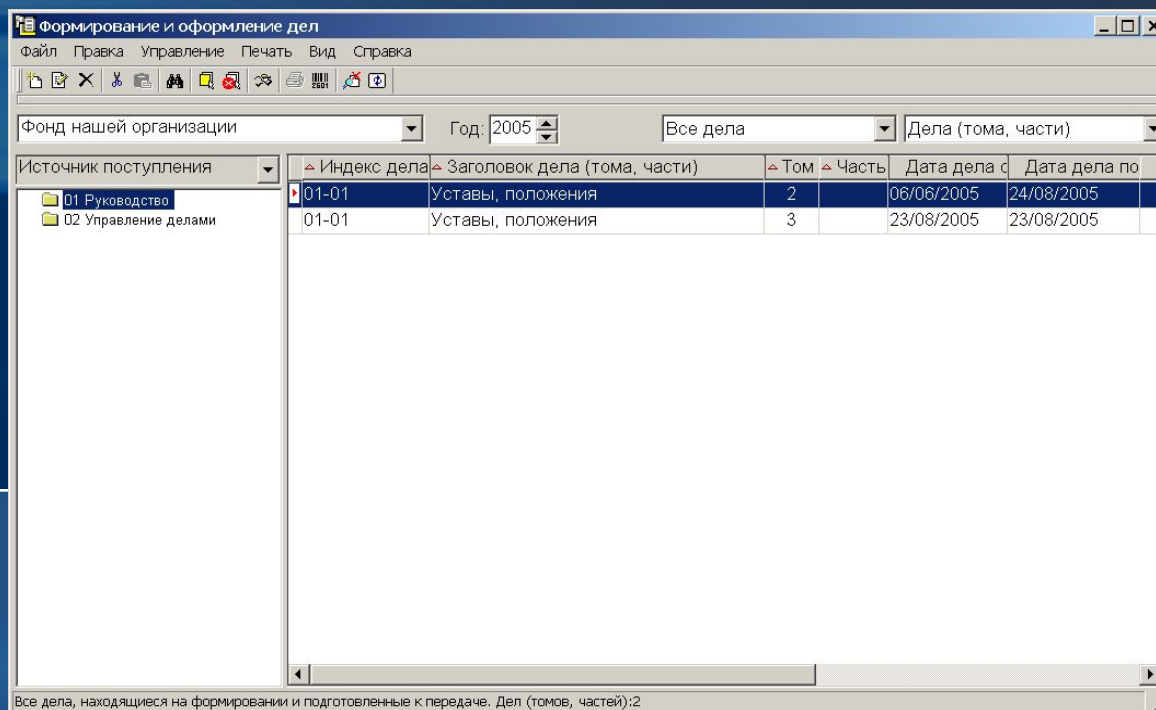 Формирование и оформление дел
Файл Правка Управление Печать Вид Справка
2601
Фонд нашей организации Год: 2005 Все дела Дела (тома, части)
Источник поступления Индекс дела Заголовок дела (тома, части) Том Часть Дата дела с Дата дела по
01 Руководство 01-01 Уставы, положения 2 06/06/2005 24/08/2005
02 Управление делами 01-01 Уставы, положения 3 23/08/2005 23/08/2005
Все дела, находящиеся на формировании и подготовленные к передаче. Дел (томов, частей):2